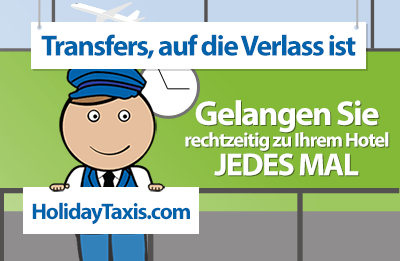 Transfers, auf die Verlass ist
Gelangen Sie
rechtzeitig zu Ihrem Hotel
JEDES MAL
HolidayTaxis.com